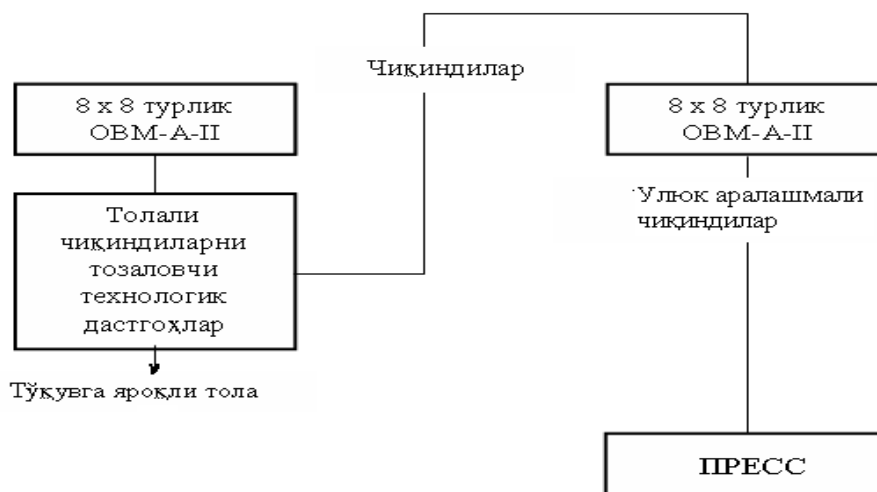 Чиқиндилар
8 х 8 турлик
ОВМ-А-II
Толали
чиқиндиларни
тозаловчи
технологик
дастгоҳлар
Тўқувга яроқли тола
8 х 8 турлик
ОВМ-А-II
Улюк аралашмали
чиқиндилар
ПРЕСС